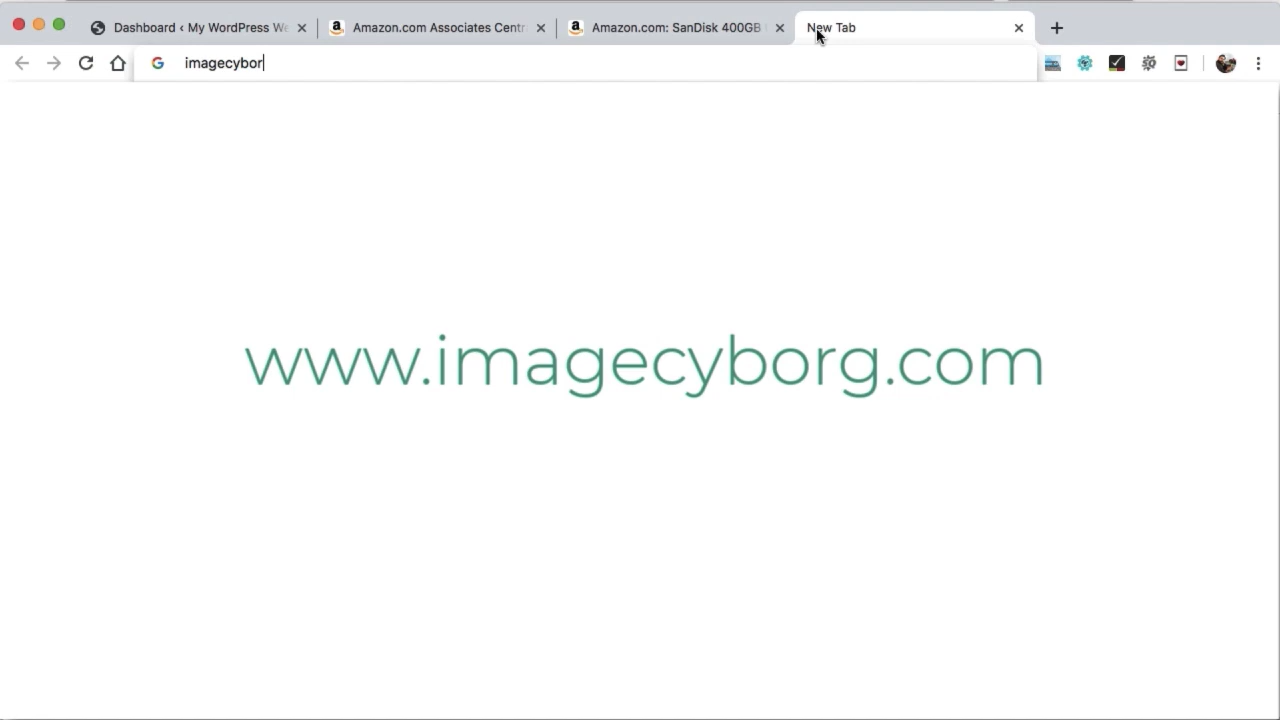 Dashboard ‹ My WordPress We
Amazon.com Associates Centr
Amazon.com: SanDisk 400GB
New Tab
imagecybor
www.imagecyborg.com